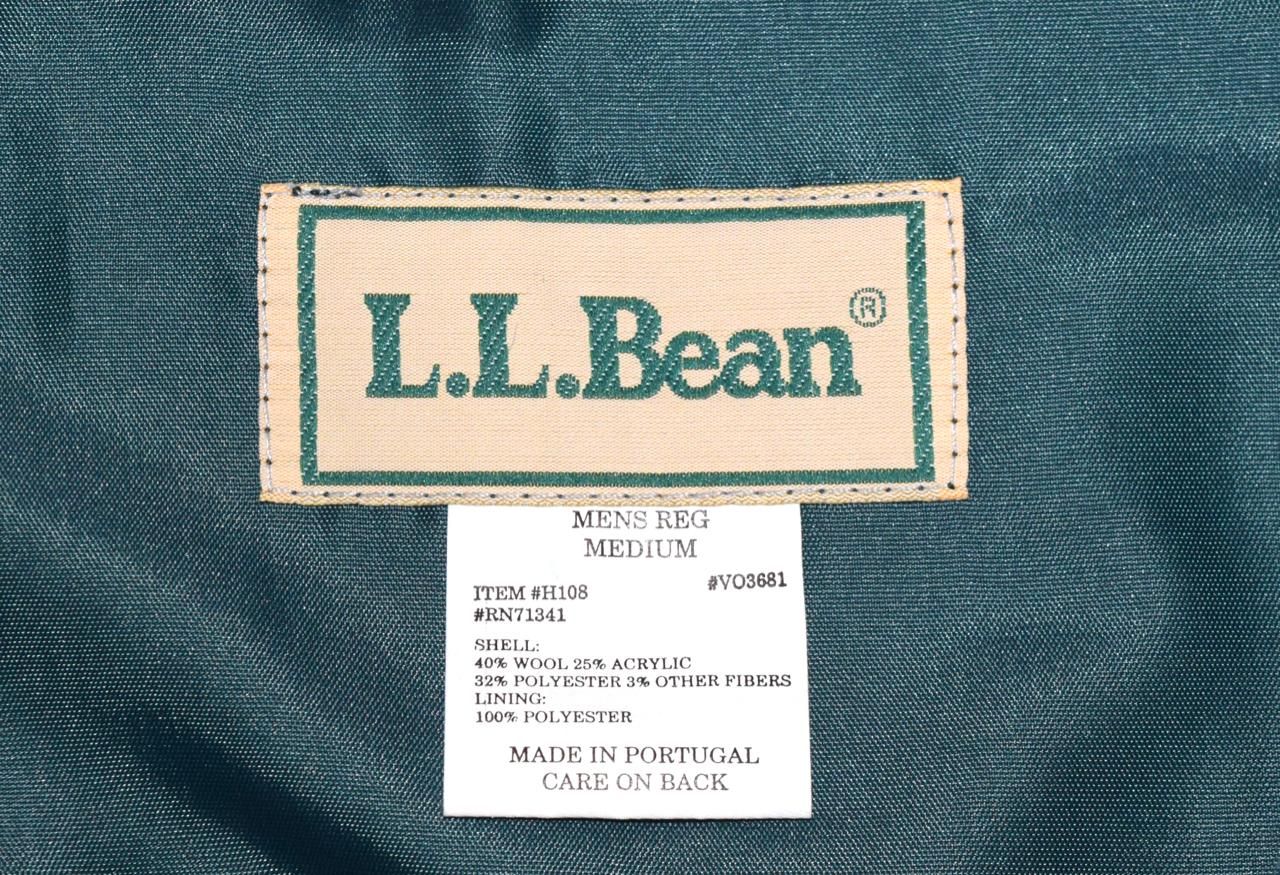 L.L.Bean®
MENS REG
MEDIUM
#VO3681
ITEM #H108
#RN71341
SHELL:
40% WOOL 25% ACRYLIC
32% POLYESTER 3% OTHER FIBERS
LINING:
100% POLYESTER
MADE IN PORTUGAL
CARE ON BACK